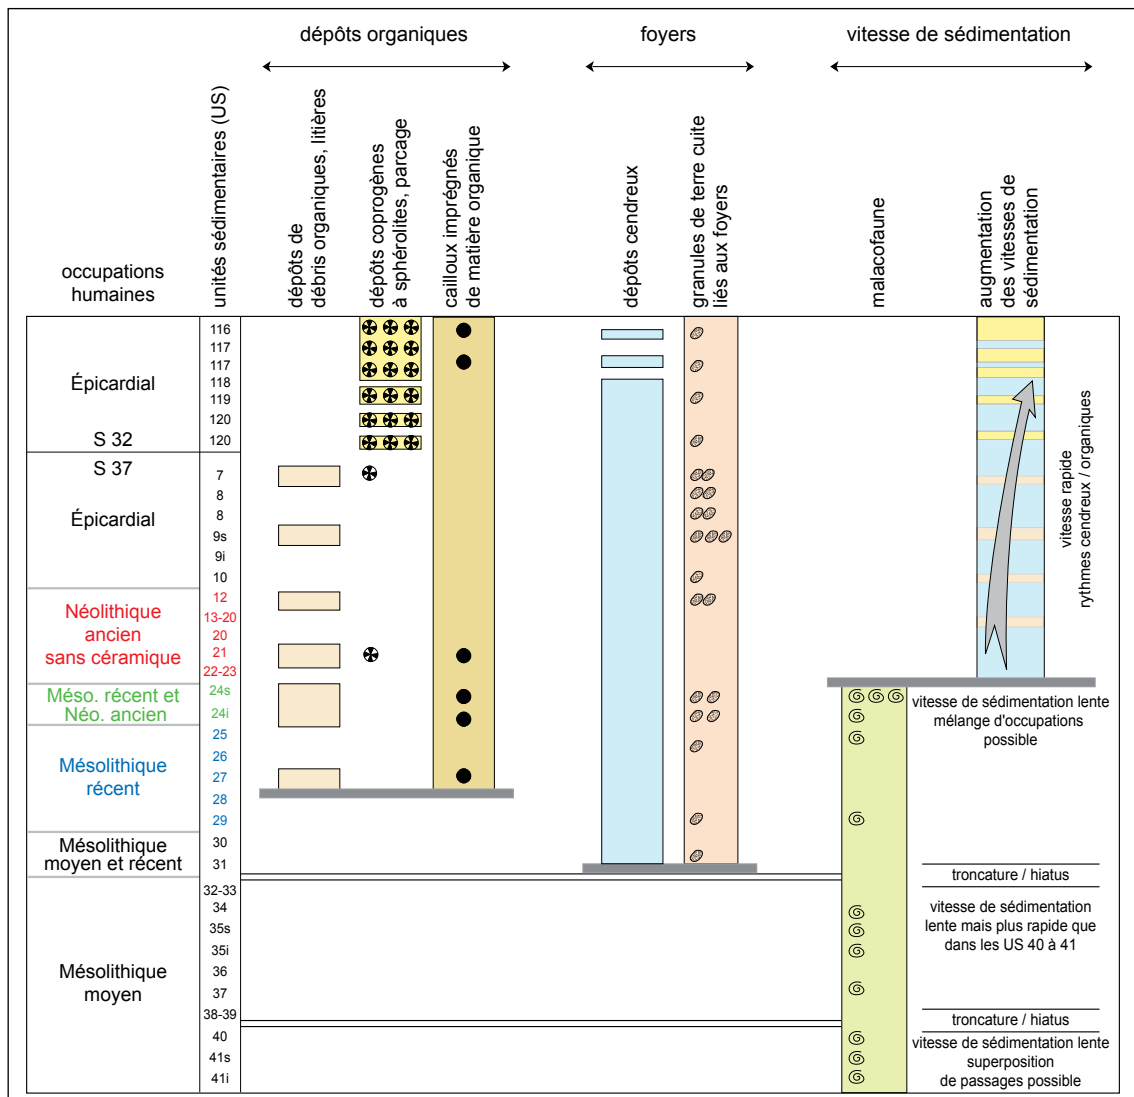 dépôts organiques
foyers
vitesse de sédimentation
occupations
humaines
unités sédimentaires (US)
dépôts de
débris organiques, litières
dépôts coprogènes
à sphérolites, parcage
cailloux imprégnés
de matière organique
dépôts cendreux
granules de terre cuite
liés aux foyers
malacofaune
augmentation
des vitesses de
sédimentation
Épicardial
S 32
116
117
117
118
119
120
120
S 37
Épicardial
7
8
8
9s
9i
10
vitesse rapide
rythmes cendreux / organiques
Néolithique
ancien
sans céramique
12
13-20
20
21
22-23
Méso. récent et
Néo. ancien
24s
24i
vitesse de sédimentation lente
mélange d'occupations
possible
Mésolithique
récent
25
26
27
28
29
Mésolithique
moyen et récent
30
31
troncature / hiatus
Mésolithique
moyen
32-33
34
35s
35i
36
37
38-39
40
41s
41i
vitesse de sédimentation
lente mais plus rapide que
dans les US 40 à 41
troncature / hiatus
vitesse de sédimentation lente
superposition
de passages possible